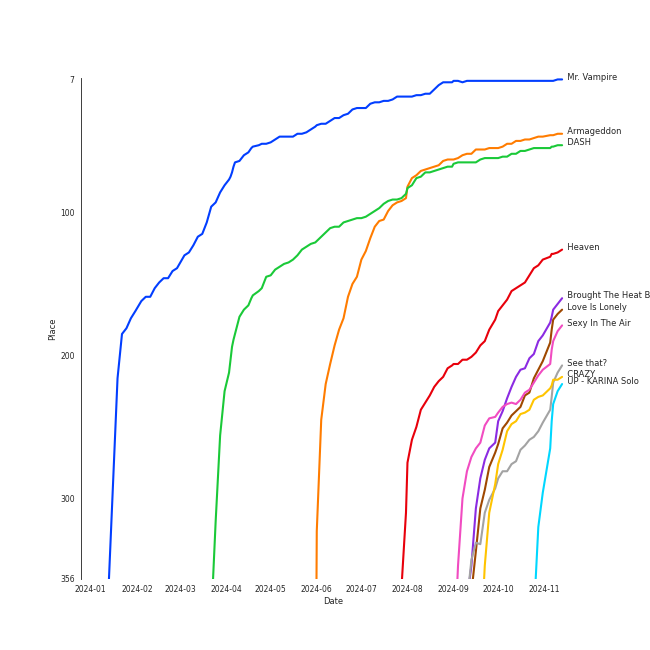 7
100
200
300
356
Place
2024-01
2024-02
2024-03
2024-04
2024-05
2024-06
2024-07
2024-08
2024-09
2024-10
2024-11
Date
Mr. Vampire
Armageddon
DASH
Heaven
Brought The Heat B
Love Is Lonely
Sexy In The Air
See that?
CRAZY
UP - KARINA Solo